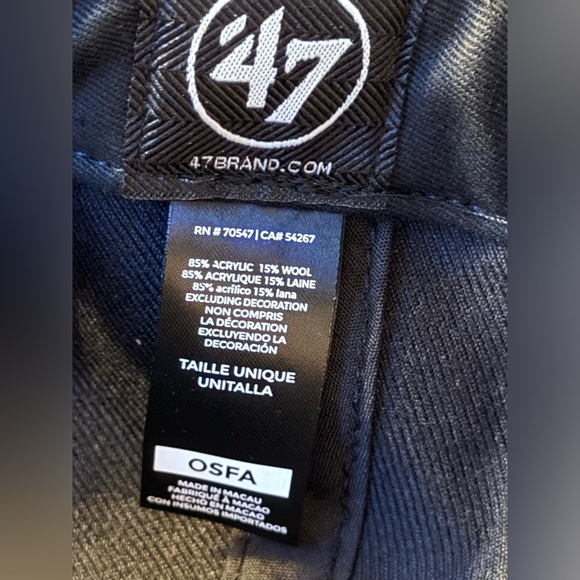 '47
47BRAND.COM
RN # 70547 | CA# 54267
85% ACRYLIC 15% WOOL
85% ACRYLIQUE 15% LAINE
85% acrílico 15% lana
EXCLUDING DECORATION
NON COMPRIS
LA DÉCORATION
EXCLUYENDO LA
DECORACIÓN
TAILLE UNIQUE
UNITALLA
OSFA
MADE IN MACAU
FABRIQUÉ À MACAO
HECHO EN MACAO
CON INSUMOS IMPORTADOS